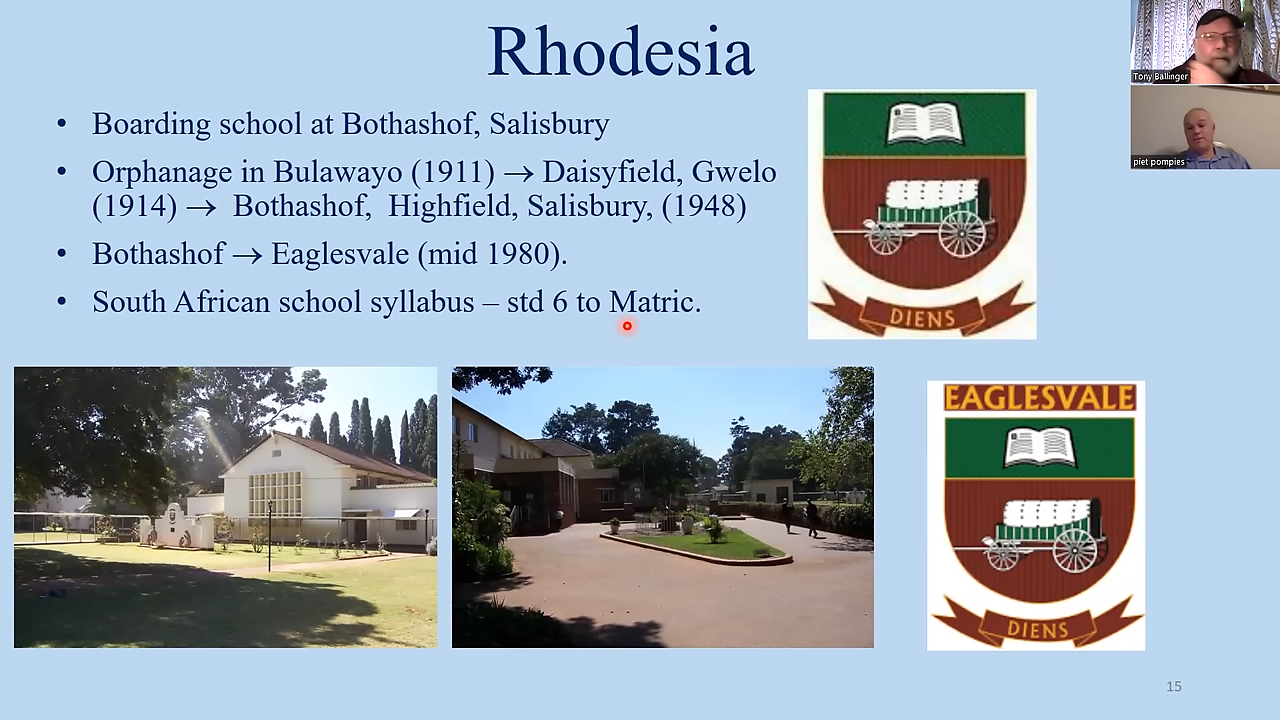 Rhodesia
• Boarding school at Bothashof, Salisbury
• Orphanage in Bulawayo (1911) → Daisyfield, Gwelo
(1914) → Bothashof, Highfield, Salisbury, (1948)
• Bothashof → Eaglesvale (mid 1980).
• South African school syllabus – std 6 to Matric.
DIENS
EAGLESVALE
DIENS
Tony Ballinger
piet pompies
15